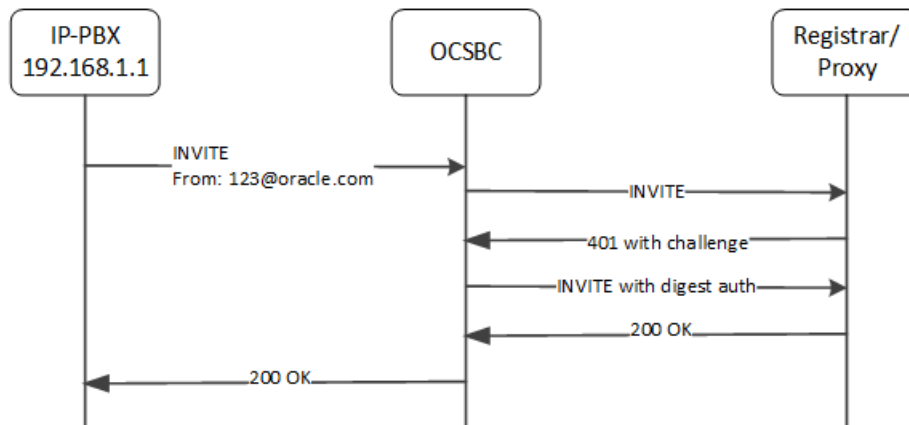 IP-PBX
192.168.1.1
OCSBC
Registrar/
Proxy
INVITE
From: 123@oracle.com
INVITE
401 with challenge
INVITE with digest auth
200 OK
200 OK